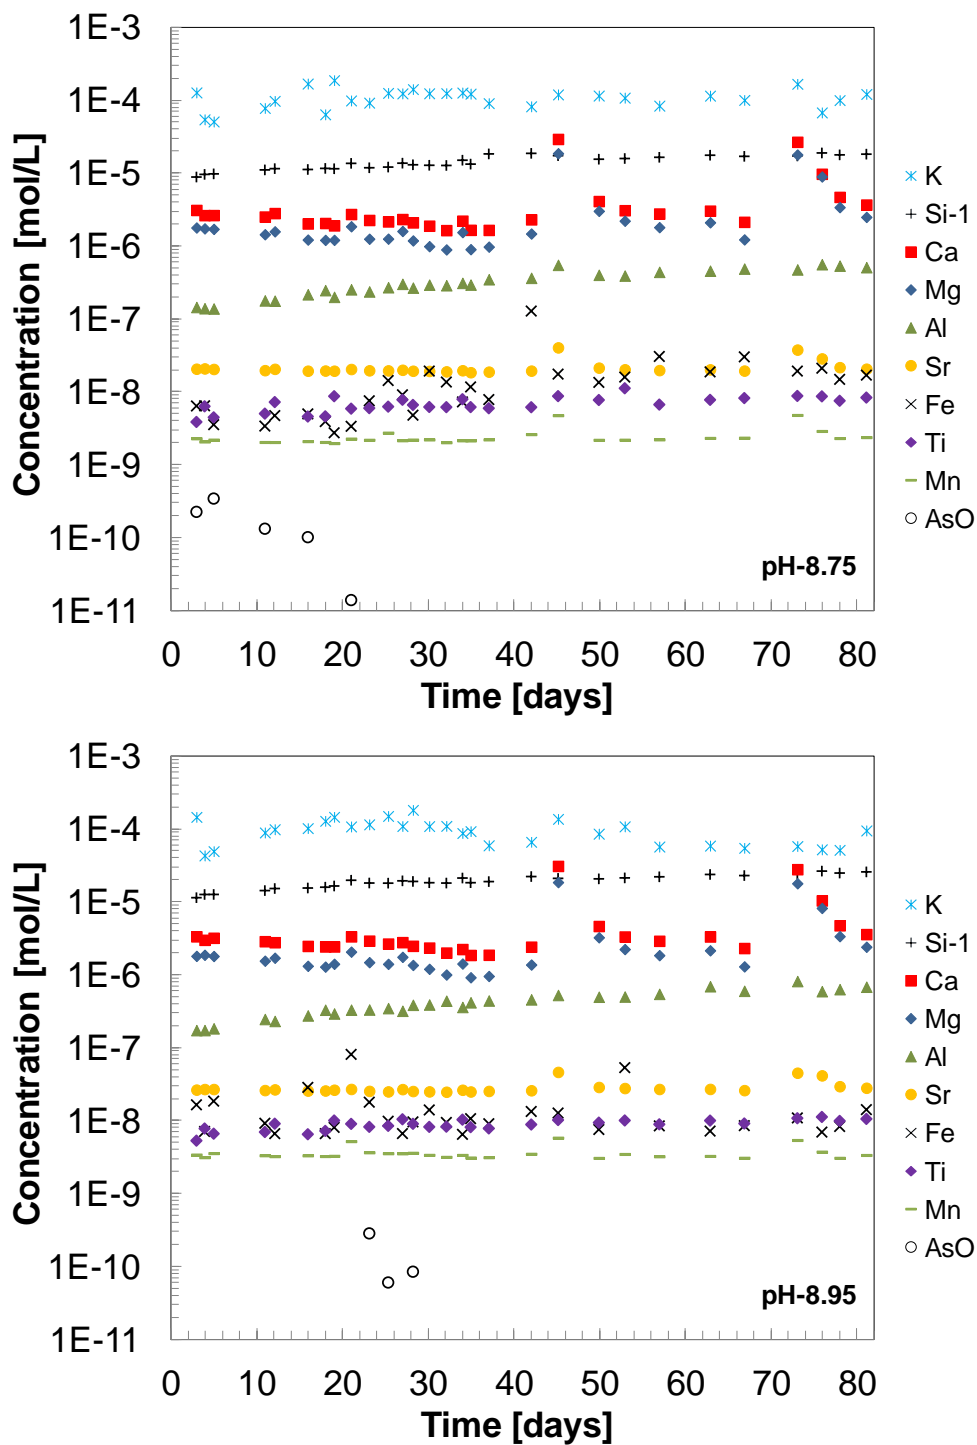 1E-3
1E-4
1E-5
1E-6
1E-7
1E-8
1E-9
1E-10
1E-11
Concentration [mol/L]
0 10 20 30 40 50 60 70 80
Time [days]
pH-8.75
K
Si-1
Ca
Mg
Al
Sr
Fe
Ti
Mn
AsO
1E-3
1E-4
1E-5
1E-6
1E-7
1E-8
1E-9
1E-10
1E-11
Concentration [mol/L]
0 10 20 30 40 50 60 70 80
Time [days]
pH-8.95
K
Si-1
Ca
Mg
Al
Sr
Fe
Ti
Mn
AsO